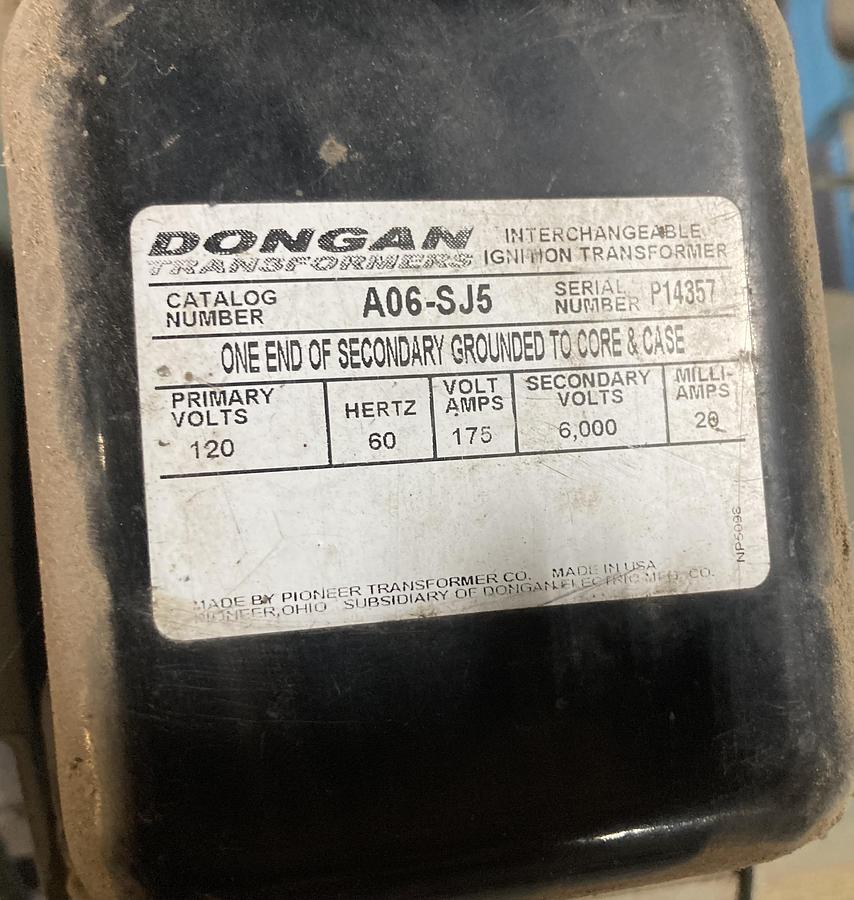 DONGAN
TRANSFORMERS
INTERCHANGEABLE
IGNITION TRANSFORMER
CATALOG
NUMBER
A06-SJ5
SERIAL
NUMBER
P14357
ONE END OF SECONDARY GROUNDED TO CORE & CASE
PRIMARY
VOLTS
120
HERTZ
60
VOLT
AMPS
175
SECONDARY
VOLTS
6,000
MILLI-
AMPS
20
MADE BY PIONEER TRANSFORMER CO. MADE IN USA
PIONEER, OHIO SUBSIDIARY OF DONGAN ELECTRIC MFG. CO.